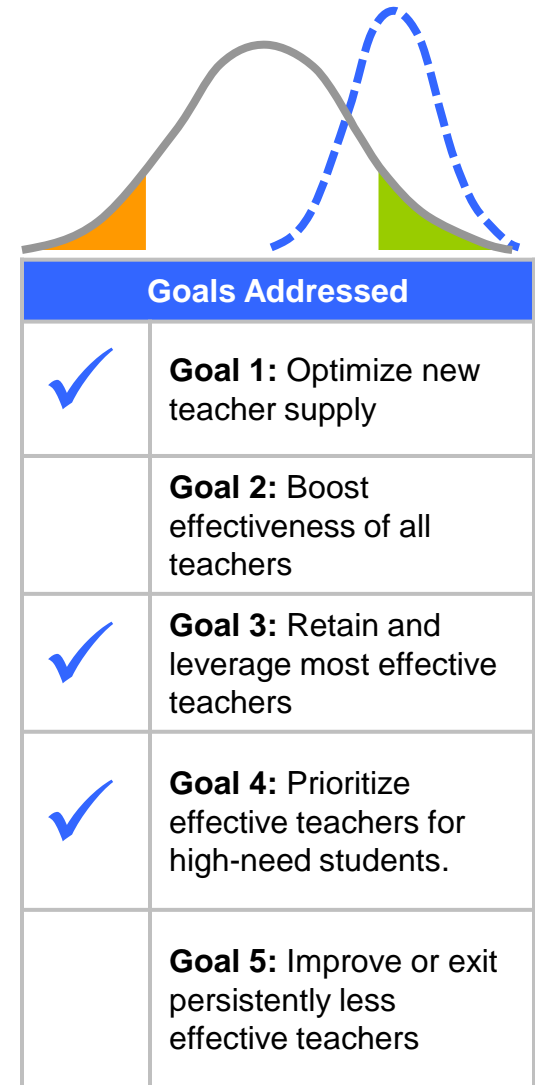 Goals Addressed
Goal 1: Optimize new
teacher supply
Goal 2: Boost
effectiveness of all
teachers
Goal 3: Retain and
leverage most effective
teachers
Goal 4: Prioritize
effective teachers for
high-need students.
Goal 5: Improve or exit
persistently less
effective teachers